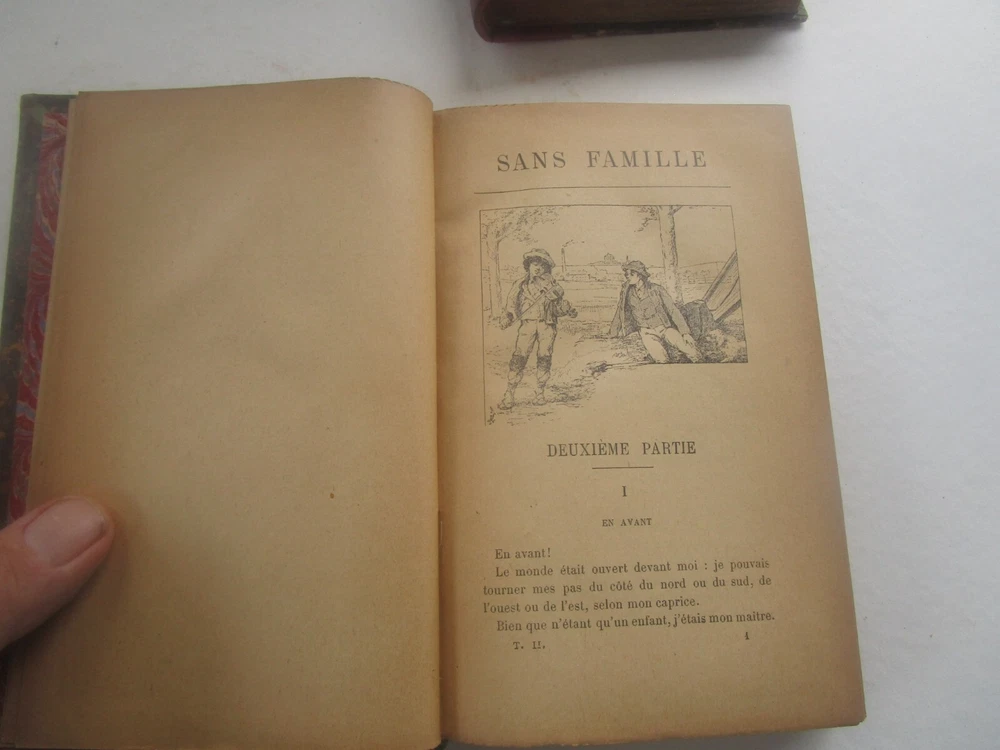 SANS FAMILLE
DEUXIÈME PARTIE
I
EN AVANT
En avant!
Le monde était ouvert devant moi : je pouvais
tourner mes pas du côté du nord ou du sud, de
l'ouest ou de l'est, selon mon caprice.
Bien que n'étant qu'un enfant, j'étais mon maître.
T. II. 1